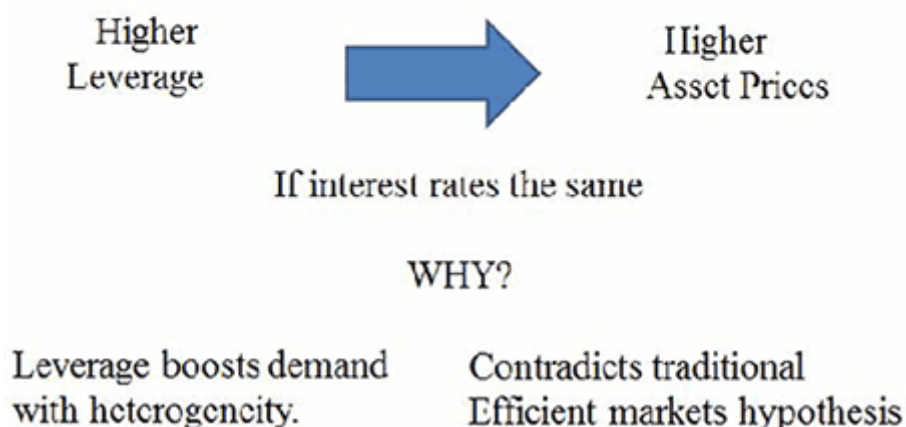 Higher
Leverage
Higher
Asset Prices
If interest rates the same
WHY?
Leverage boosts demand
with heterogeneity.
Contradicts traditional
Efficient markets hypothesis